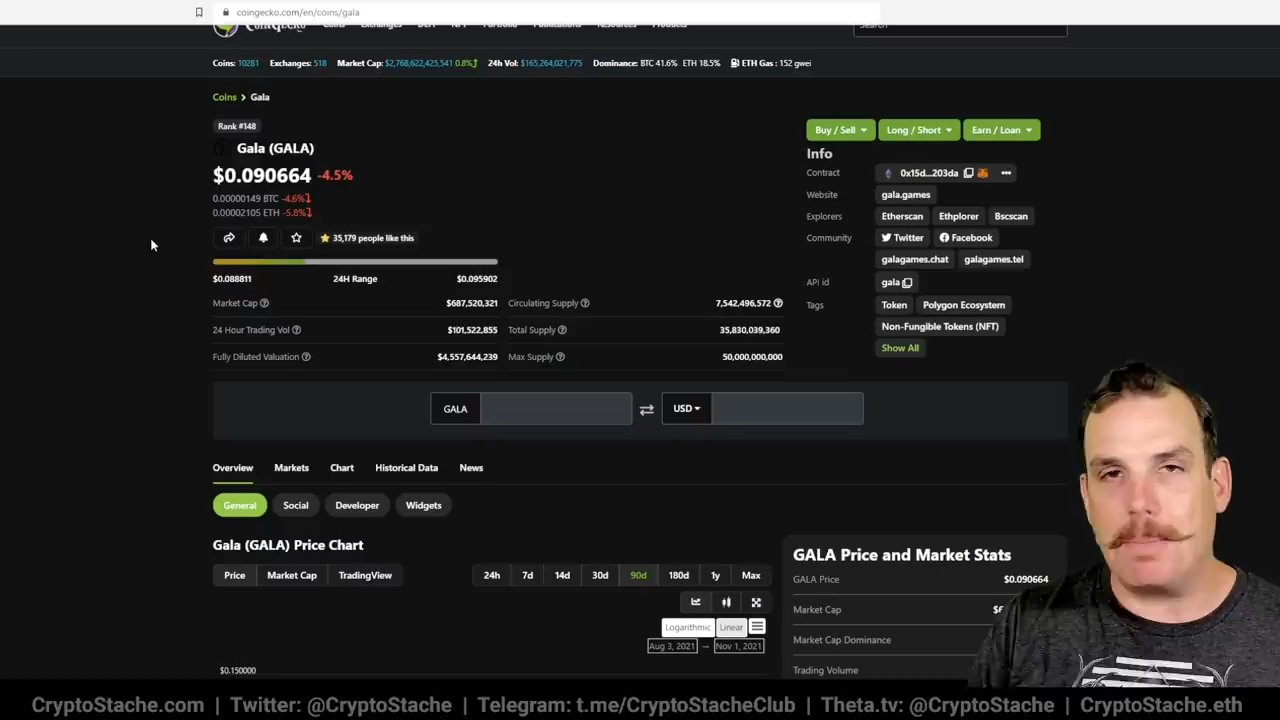 coingecko.com/en/coins/gala
Coins: 10281 Exchanges: 518 Market Cap: $2,768,622,425,541 0.8% 24h Vol: $165,264,021,775 Dominance: BTC 41.6% ETH 18.5% ETH Gas: 152 gwei
Coins > Gala
Rank #148
Gala (GALA)
$0.090664 -4.5%
0.00000149 BTC -4.6%
0.00002105 ETH -5.8%
35,179 people like this
$0.088811 24H Range $0.095902
Market Cap $687,520,321 Circulating Supply 7,542,496,572
24 Hour Trading Vol $101,522,855 Total Supply 35,830,039,360
Fully Diluted Valuation $4,557,644,239 Max Supply 50,000,000,000
Buy / Sell Long / Short Earn / Loan
Info
Contract 0x15d...203da
Website gala.games
Explorers Etherscan Ethplorer Bscscan
Community Twitter Facebook
galagames.chat galagames.tel
API id gala
Tags Token Polygon Ecosystem
Non-Fungible Tokens (NFT)
Show All
GALA USD
Overview Markets Chart Historical Data News
General Social Developer Widgets
Gala (GALA) Price Chart
Price Market Cap TradingView 24h 7d 14d 30d 90d 180d 1y Max
Logarithmic Linear
Aug 3, 2021 → Nov 1, 2021
$0.150000
GALA Price and Market Stats
GALA Price $0.090664
Market Cap
Market Cap Dominance
Trading Volume
CryptoStache.com | Twitter: @CryptoStache | Telegram: t.me/CryptoStacheClub | Theta.tv: @CryptoStache | CryptoStache.eth